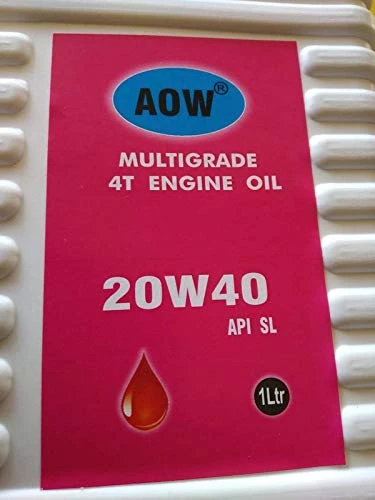 AOW®
MULTIGRADE
4T ENGINE OIL
20W40
API SL
1Ltr